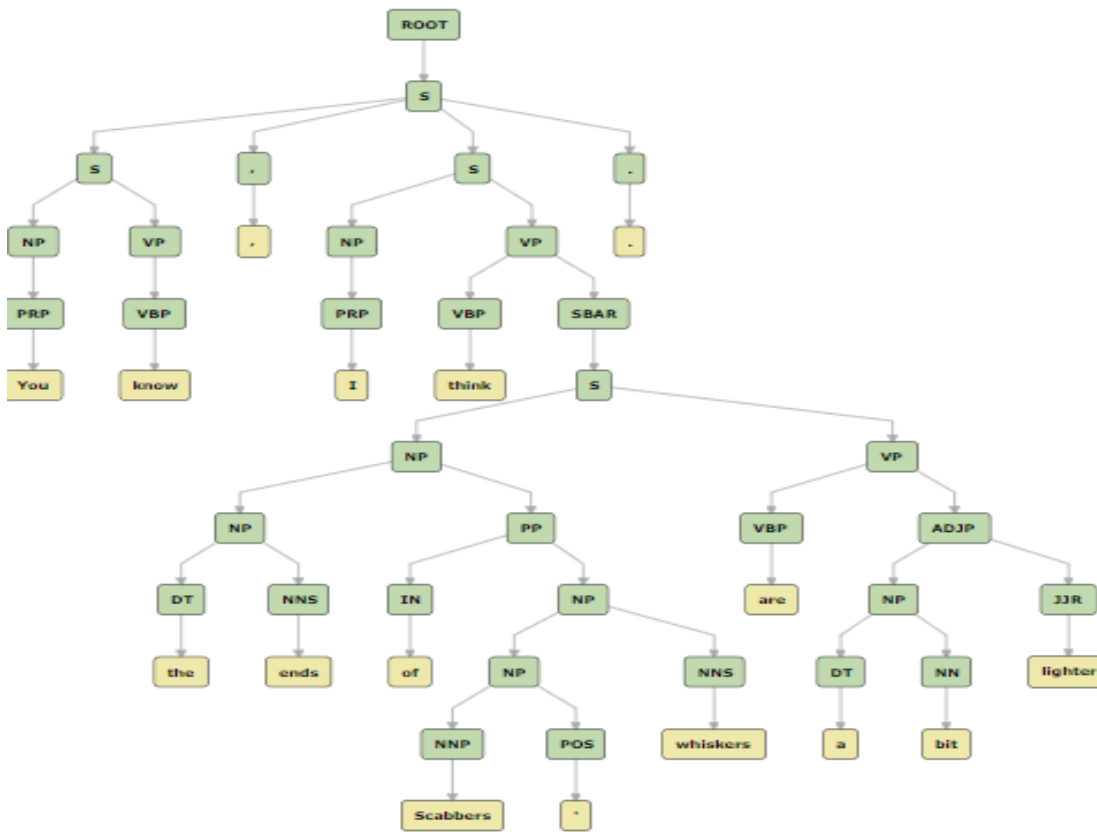 ROOT
S
S , S .
NP VP , NP VP .
PRP VBP PRP VBP SBAR
You know I think S
NP VP
NP PP VBP ADJP
DT NNS IN NP are NP JJR
the ends of NP NNS DT NN lighter
NNP POS whiskers a bit
Scabbers '